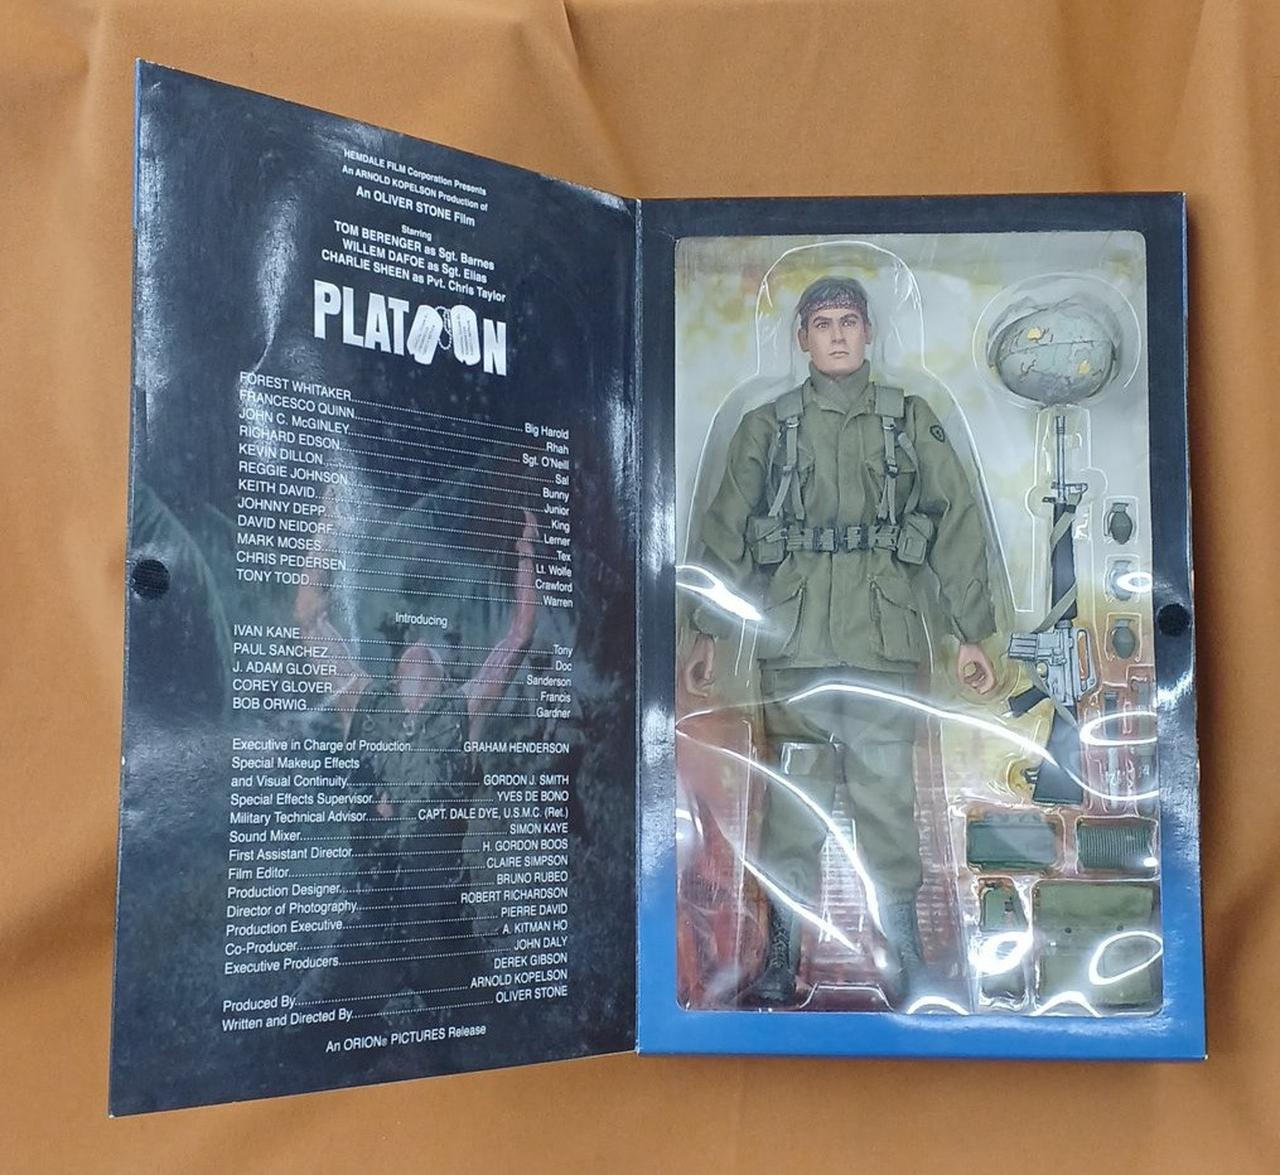 HEMDALE FILM Corporation Presents
An ARNOLD KOPELSON Production of
An OLIVER STONE Film
Starring
TOM BERENGER as Sgt. Barnes
WILLEM DAFOE as Sgt. Elias
CHARLIE SHEEN as Pvt. Chris Taylor
PLATOON
FOREST WHITAKER Big Harold
FRANCESCO QUINN Rhah
JOHN C. McGINLEY Sgt. O'Neill
RICHARD EDSON Sal
KEVIN DILLON Bunny
REGGIE JOHNSON Junior
KEITH DAVID King
JOHNNY DEPP Lerner
DAVID NEIDORF Tex
MARK MOSES Lt. Wolfe
CHRIS PEDERSEN Crawford
TONY TODD Warren
Introducing
IVAN KANE Tony
PAUL SANCHEZ Doc
J. ADAM GLOVER Sanderson
COREY GLOVER Francis
BOB ORWIG Gardner
Executive in Charge of Production GRAHAM HENDERSON
Special Makeup Effects
and Visual Continuity GORDON J. SMITH
Special Effects Supervisor YVES DE BONO
Military Technical Advisor CAPT. DALE DYE, U.S.M.C. (Ret.)
Sound Mixer SIMON KAYE
First Assistant Director H. GORDON BOOS
Film Editor CLAIRE SIMPSON
Production Designer BRUNO RUBEO
Director of Photography ROBERT RICHARDSON
Production Executive PIERRE DAVID
Co-Producer A. KITMAN HO
Executive Producers JOHN DALY
DEREK GIBSON
Produced By ARNOLD KOPELSON
Written and Directed By OLIVER STONE
An ORION® PICTURES Release